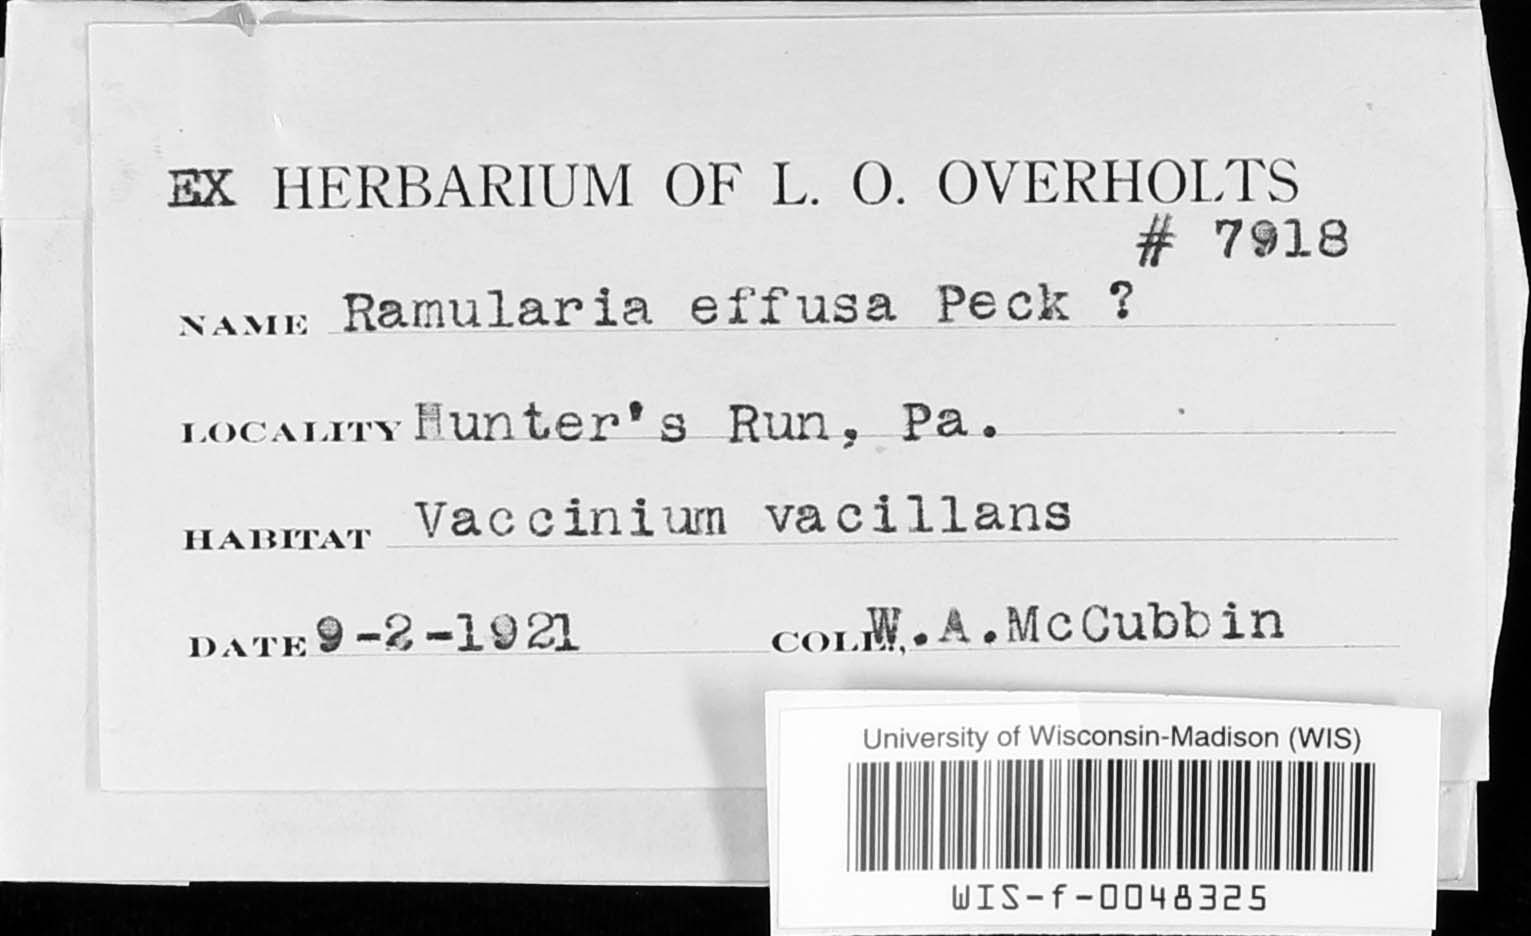 EX HERBARIUM OF L. O. OVERHOLTS
# 7918
NAME Ramularia effusa Peck ?
LOCALITY Hunter's Run, Pa.
HABITAT Vaccinium vacillans
DATE 9-2-1921 COLL. W.A.McCubbin
University of Wisconsin-Madison (WIS)
WIS-f-0048325